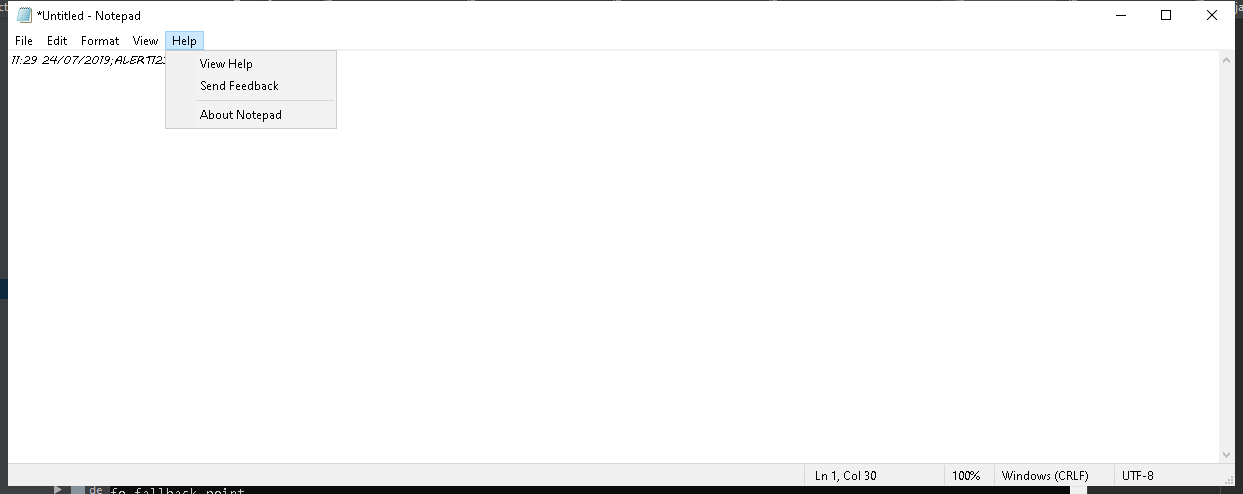 *Untitled - Notepad
File Edit Format View Help
11:29 24/07/2019;ALERT1123
View Help
Send Feedback
About Notepad
Ln 1, Col 30 100% Windows (CRLF) UTF-8
de fo fallback point